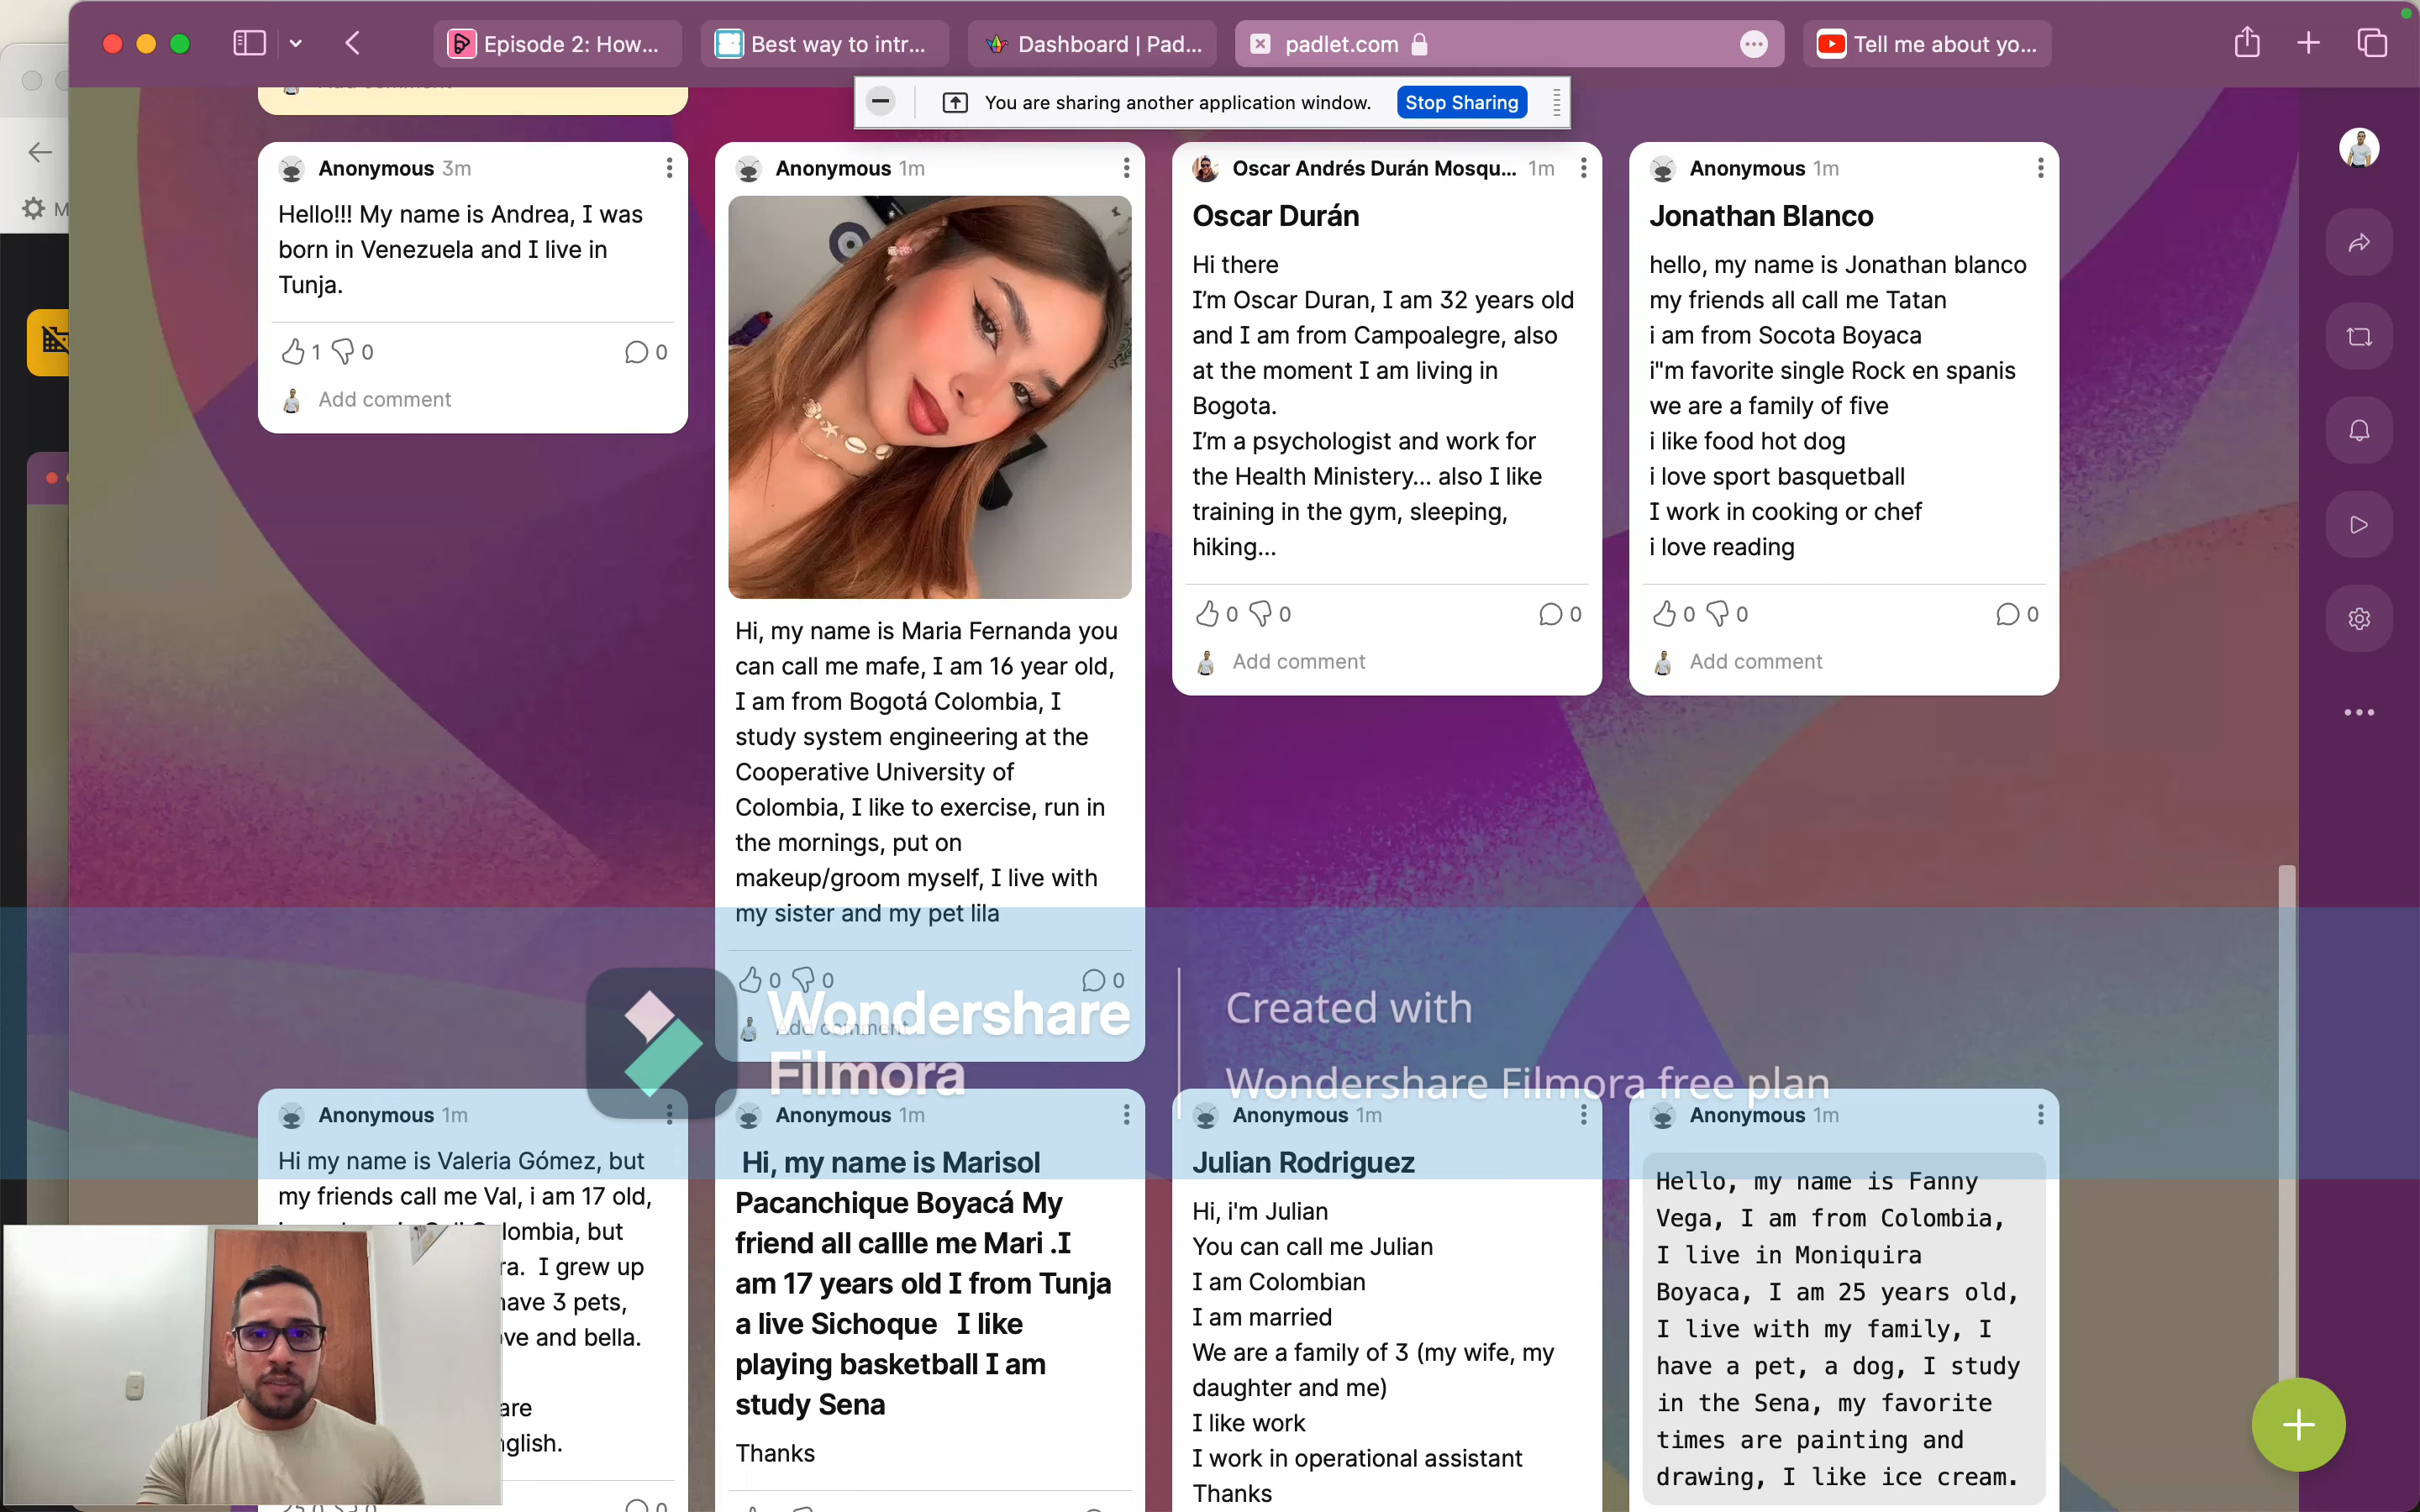 Episode 2: How...
Best way to intr...
Dashboard | Pad...
padlet.com
Tell me about yo...
You are sharing another application window.
Stop Sharing
M
Anonymous 3m
Hello!!! My name is Andrea, I was
born in Venezuela and I live in
Tunja.
1 0 0
Add comment
Anonymous 1m
Hi, my name is Maria Fernanda you
can call me mafe, I am 16 year old,
I am from Bogotá Colombia, I
study system engineering at the
Cooperative University of
Colombia, I like to exercise, run in
the mornings, put on
makeup/groom myself, I live with
my sister and my pet lila
0 0 0
Add comment
Oscar Andrés Durán Mosqu... 1m
Oscar Durán
Hi there
I'm Oscar Duran, I am 32 years old
and I am from Campoalegre, also
at the moment I am living in
Bogota.
I'm a psychologist and work for
the Health Ministery... also I like
training in the gym, sleeping,
hiking...
0 0 0
Add comment
Anonymous 1m
Jonathan Blanco
hello, my name is Jonathan blanco
my friends all call me Tatan
i am from Socota Boyaca
i"m favorite single Rock en spanis
we are a family of five
i like food hot dog
i love sport basquetball
I work in cooking or chef
i love reading
0 0 0
Add comment
Wondershare
Filmora
Created with
Wondershare Filmora free plan
Anonymous 1m
Hi my name is Valeria Gómez, but
my friends call me Val, i am 17 old,
lombia, but
ra. I grew up
have 3 pets,
ve and bella.
are
nglish.
0
Anonymous 1m
Hi, my name is Marisol
Pacanchique Boyacá My
friend all callle me Mari .I
am 17 years old I from Tunja
a live Sichoque I like
playing basketball I am
study Sena
Thanks
Anonymous 1m
Julian Rodriguez
Hi, i'm Julian
You can call me Julian
I am Colombian
I am married
We are a family of 3 (my wife, my
daughter and me)
I like work
I work in operational assistant
Thanks
Anonymous 1m
Hello, my name is Fanny
Vega, I am from Colombia,
I live in Moniquira
Boyaca, I am 25 years old,
I live with my family, I
have a pet, a dog, I study
in the Sena, my favorite
times are painting and
drawing, I like ice cream.